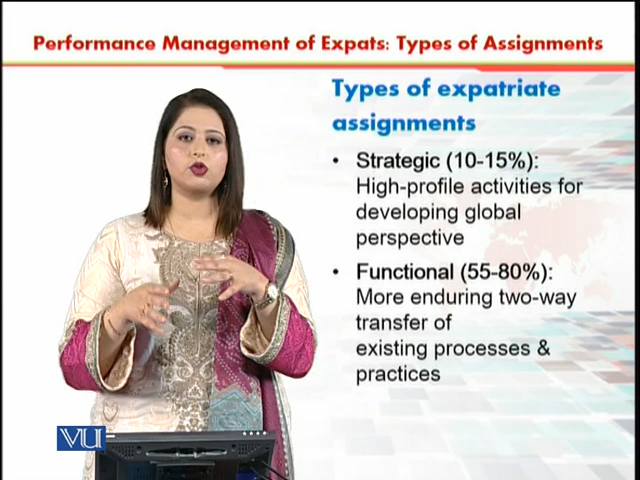 Performance Management of Expats: Types of Assignments
Types of expatriate
assignments
• Strategic (10-15%):
High-profile activities for
developing global
perspective
• Functional (55-80%):
More enduring two-way
transfer of
existing processes &
practices
VU